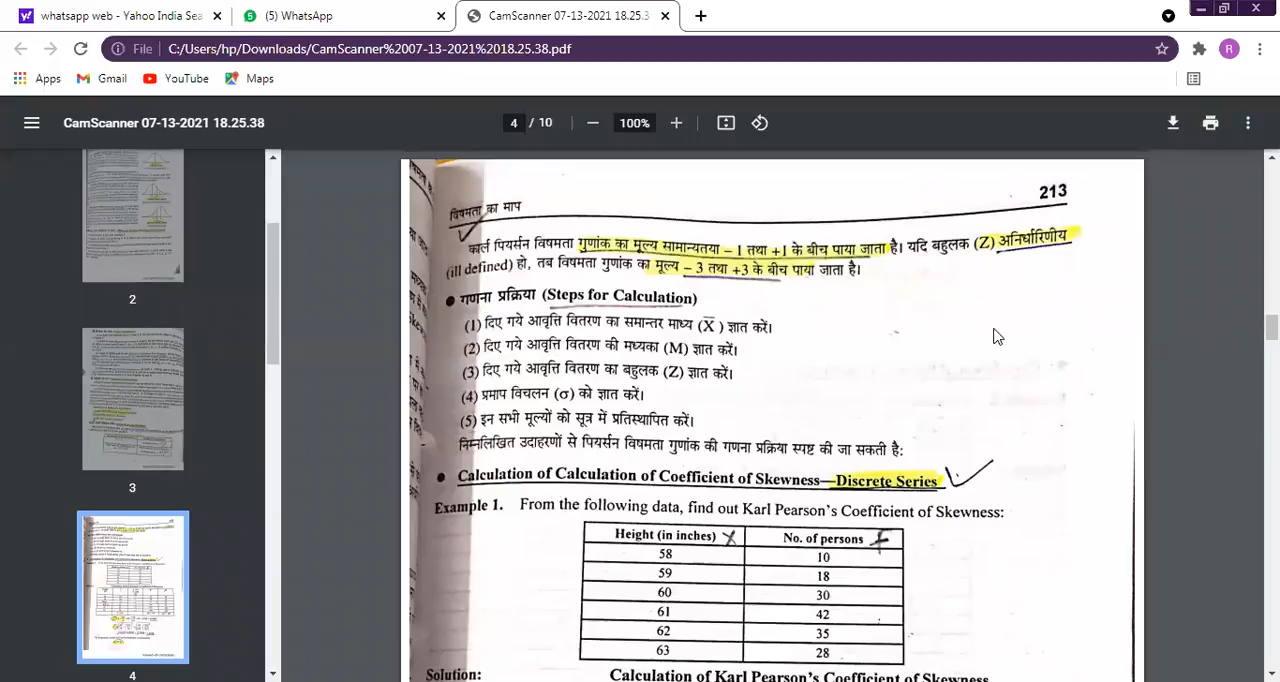 whatsapp web - Yahoo India Sea
(5) WhatsApp
CamScanner 07-13-2021 18.25.3
File
C:/Users/hp/Downloads/CamScanner%2007-13-2021%2018.25.38.pdf
R
Apps
Gmail
YouTube
Maps
CamScanner 07-13-2021 18.25.38
4 / 10
100%
2
3
4
213
विषमता का माप
पियर्सन विषमता गुणांक का मूल्य सामान्यतया – 1 तथा +1 के बीच पाया जाता है। यदि बहुलक (Z) अनिर्धारिणीय
(ill defined) हो, तब विषमता गुणांक का मूल्य – 3 तथा +3 के बीच पाया जाता है।
● गणना प्रक्रिया (Steps for Calculation)
(1) दिए गये आवृत्ति वितरण का समान्तर माध्य (X̅) ज्ञात करें।
(2) दिए गये आवृत्ति वितरण की मध्यका (M) ज्ञात करें।
(3) दिए गये आवृत्ति वितरण का बहुलक (Z) ज्ञात करें।
(4) प्रमाप विचलन (σ) को ज्ञात करें।
(5) इन सभी मूल्यों को सूत्र में प्रतिस्थापित करें।
निम्नलिखित उदाहरणों से पियर्सन विषमता गुणांक की गणना प्रक्रिया स्पष्ट की जा सकती है:
● Calculation of Calculation of Coefficient of Skewness—Discrete Series
Example 1. From the following data, find out Karl Pearson's Coefficient of Skewness:
Height (in inches) X No. of persons F
58 10
59 18
60 30
61 42
62 35
63 28
Solution: Calculation of Karl Pearson's Coefficient of Skewness